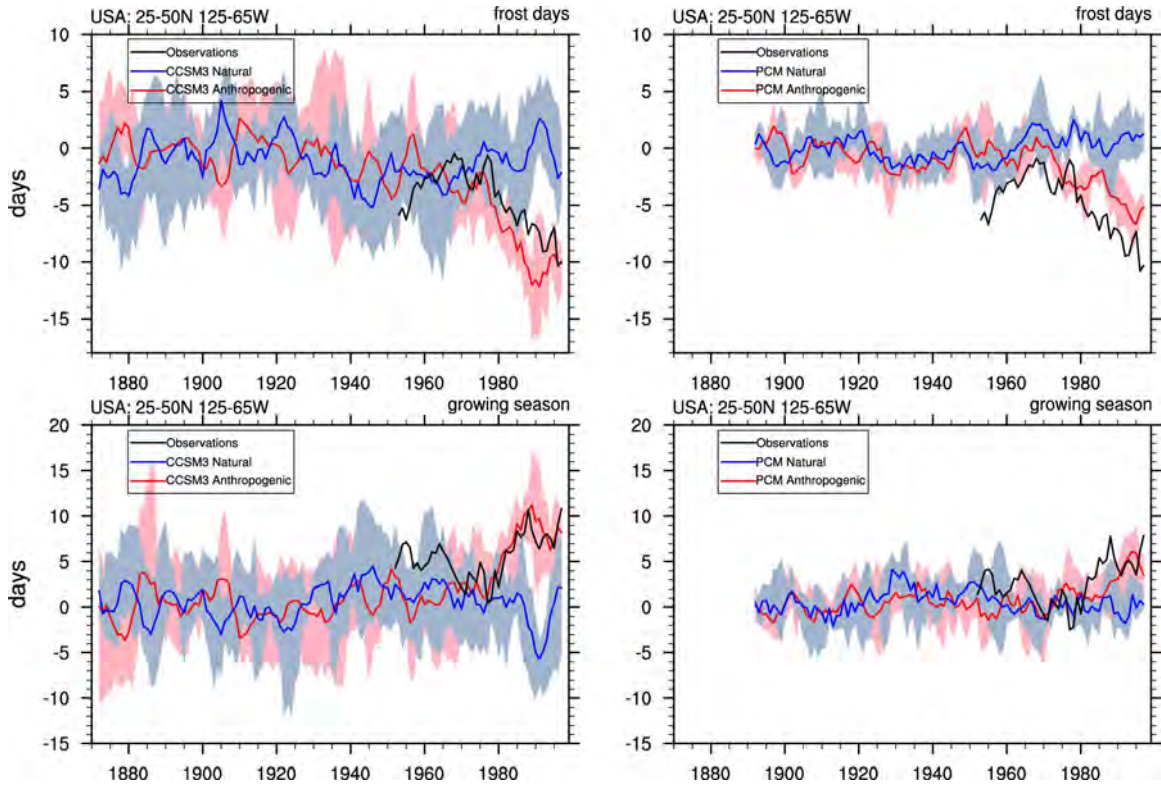 USA: 25-50N 125-65W frost days
10
5
0
-5
-10
-15
days
Observations
CCSM3 Natural
CCSM3 Anthropogenic
1880 1900 1920 1940 1960 1980
USA: 25-50N 125-65W frost days
10
5
0
-5
-10
-15
Observations
PCM Natural
PCM Anthropogenic
1880 1900 1920 1940 1960 1980
USA: 25-50N 125-65W growing season
20
15
10
5
0
-5
-10
-15
days
Observations
CCSM3 Natural
CCSM3 Anthropogenic
1880 1900 1920 1940 1960 1980
USA: 25-50N 125-65W growing season
20
15
10
5
0
-5
-10
-15
Observations
PCM Natural
PCM Anthropogenic
1880 1900 1920 1940 1960 1980